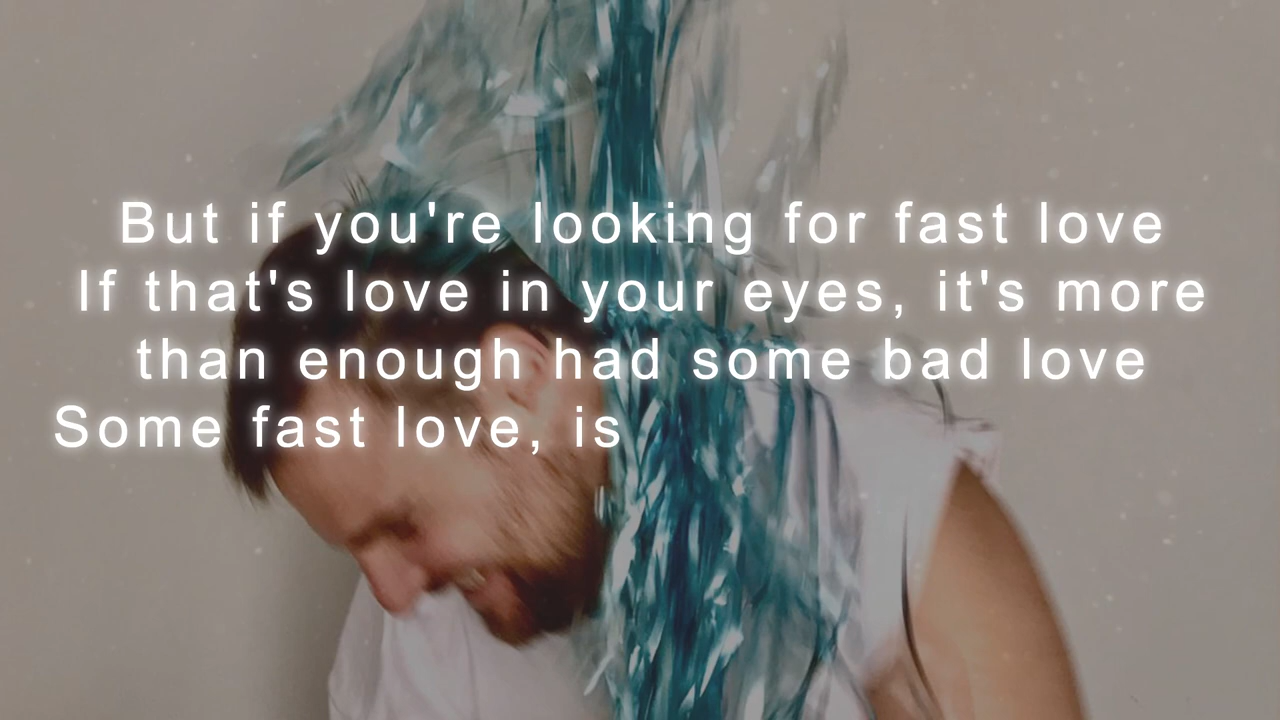 But if you're looking for fast love
If that's love in your eyes, it's more
than enough had some bad love
Some fast love, is